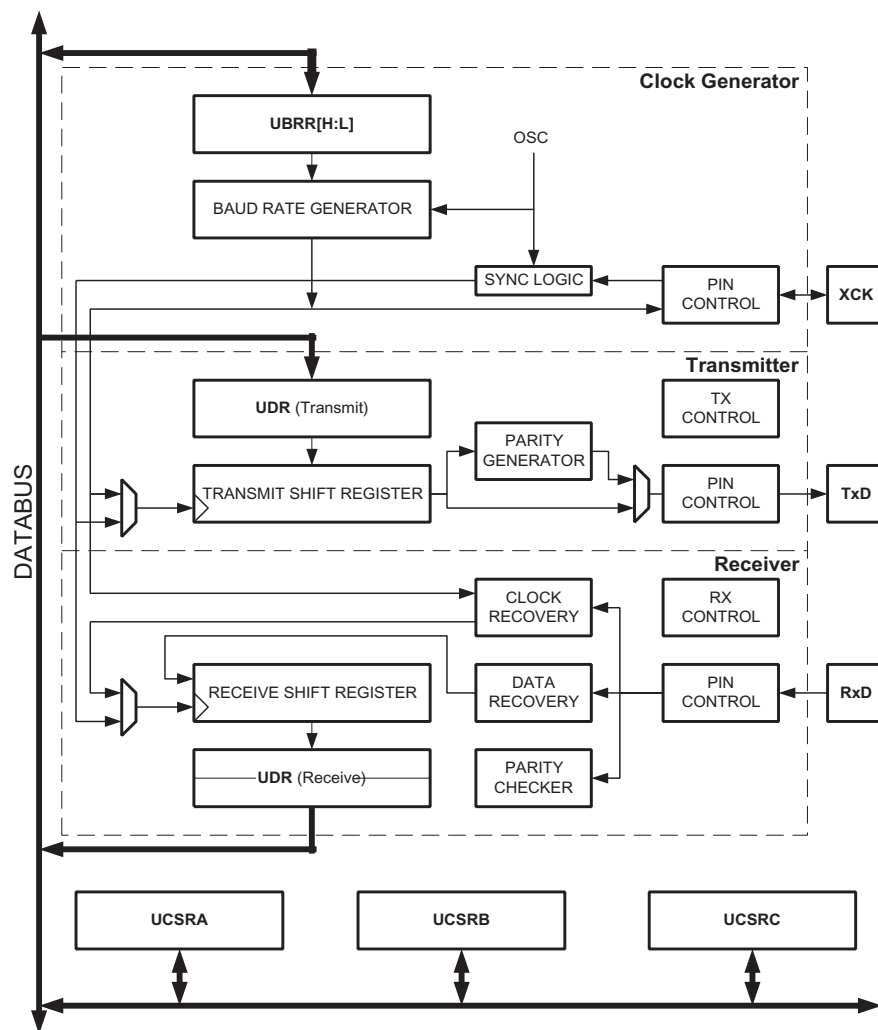 Clock Generator
UBRR[H:L]
OSC
BAUD RATE GENERATOR
SYNC LOGIC
PIN
CONTROL
XCK
Transmitter
UDR (Transmit)
TX
CONTROL
PARITY
GENERATOR
TRANSMIT SHIFT REGISTER
PIN
CONTROL
TxD
DATABUS
Receiver
CLOCK
RECOVERY
RX
CONTROL
RECEIVE SHIFT REGISTER
DATA
RECOVERY
PIN
CONTROL
RxD
UDR (Receive)
PARITY
CHECKER
UCSRA
UCSRB
UCSRC